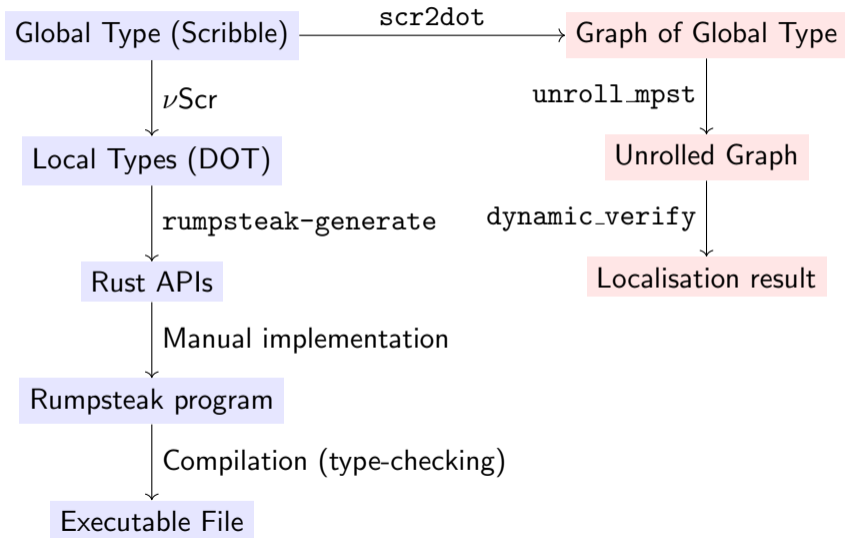 Global Type (Scribble)
scr2dot
Graph of Global Type
νScr
unroll_mpst
Local Types (DOT)
Unrolled Graph
rumpsteak-generate
dynamic_verify
Rust APIs
Localisation result
Manual implementation
Rumpsteak program
Compilation (type-checking)
Executable File